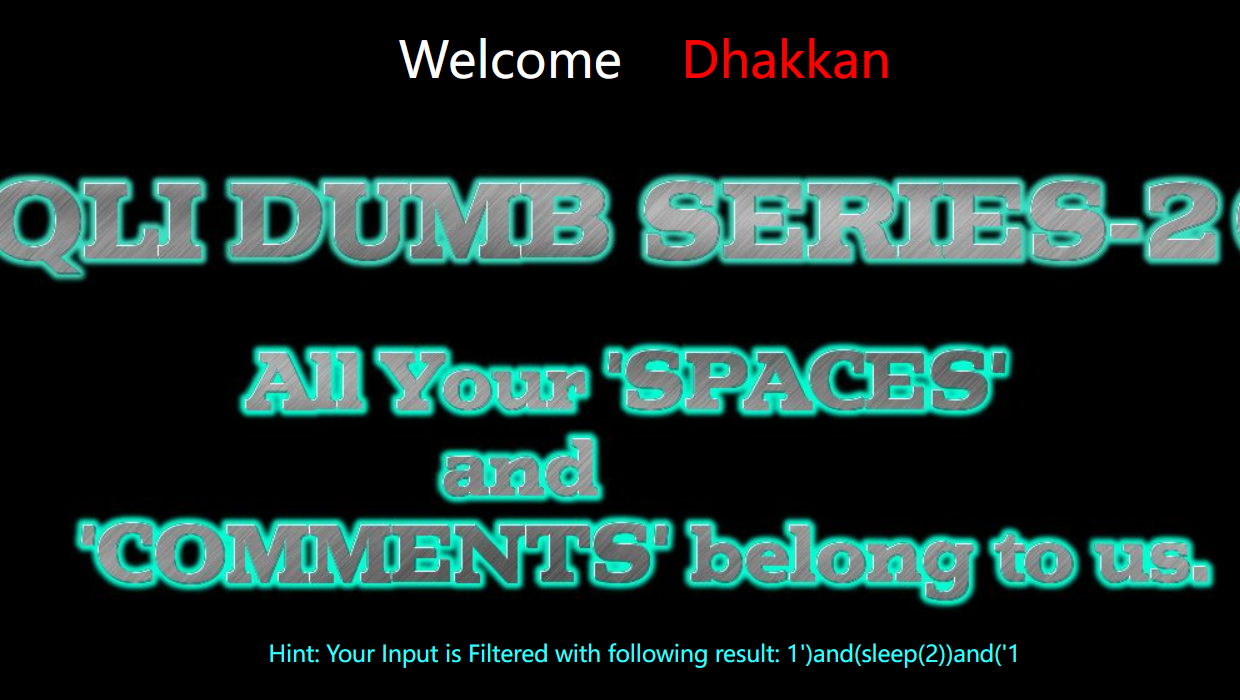 Welcome Dhakkan
QLI DUMB SERIES-2
All Your 'SPACES'
and
'COMMENTS' belong to us.
Hint: Your Input is Filtered with following result: 1')and(sleep(2))and('1